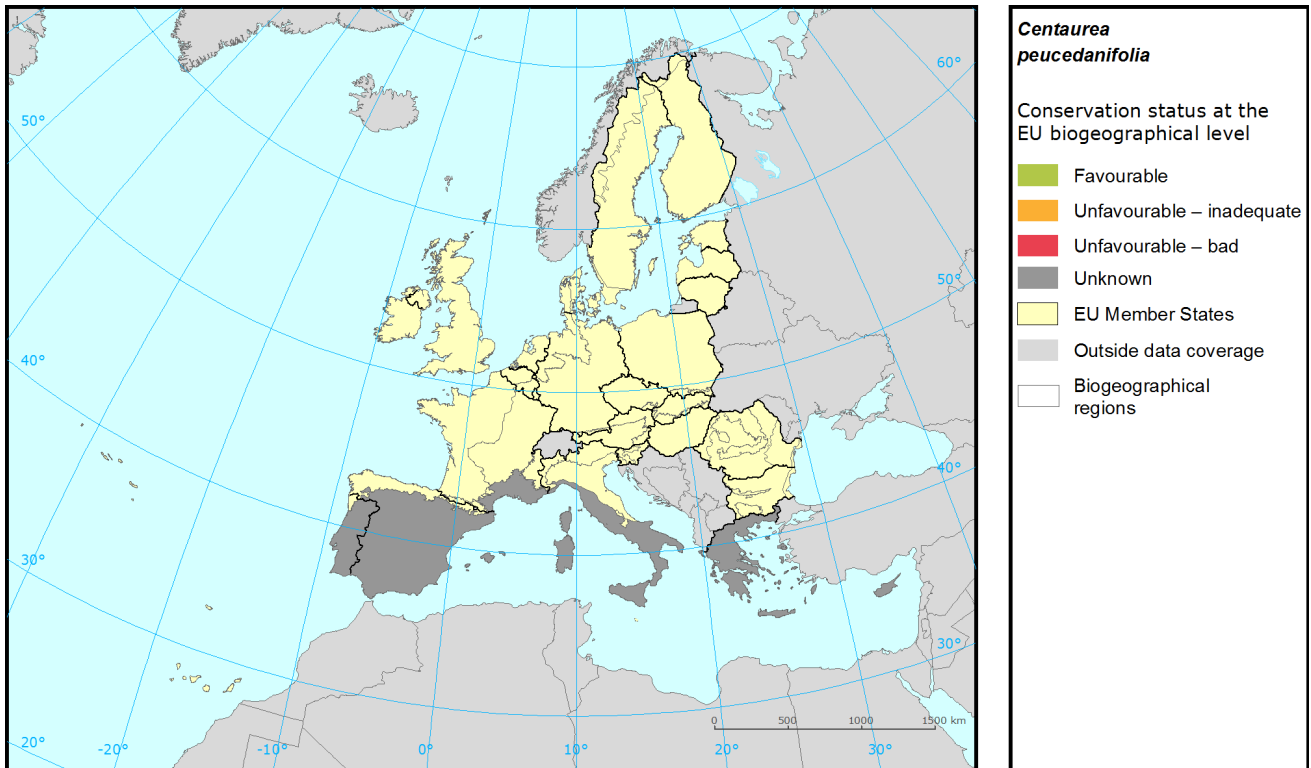 Centaurea
peucedanifolia
Conservation status at the
EU biogeographical level
Favourable
Unfavourable – inadequate
Unfavourable – bad
Unknown
EU Member States
Outside data coverage
Biogeographical
regions
60°
50°
50°
40°
40°
30°
30°
20°
-20°
-10°
0°
10°
20°
30°
0
500
1000
1500 km